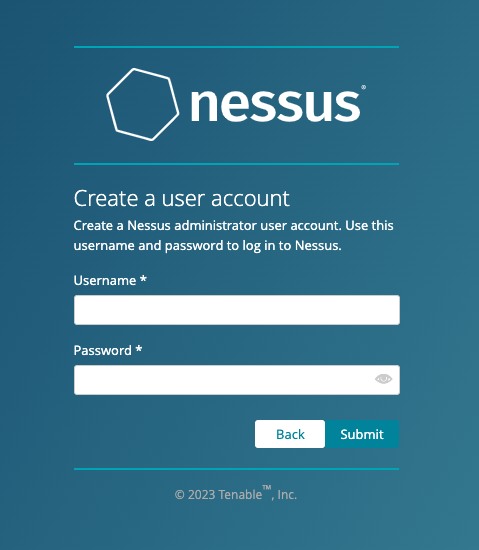 nessus®
Create a user account
Create a Nessus administrator user account. Use this
username and password to log in to Nessus.
Username *
Password *
Back
Submit
© 2023 Tenable™, Inc.